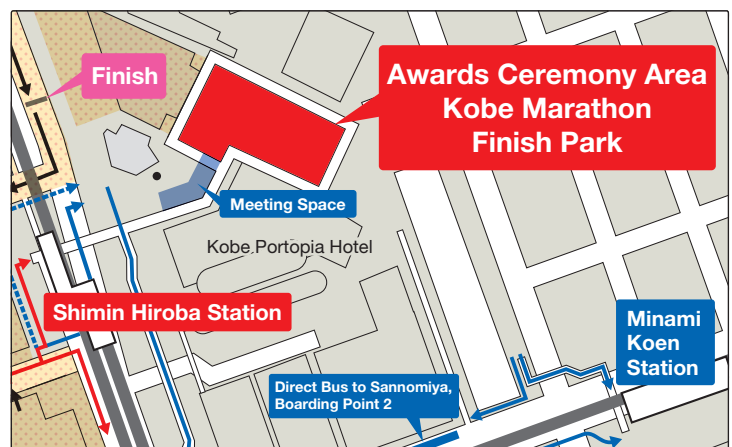 Finish
Awards Ceremony Area
Kobe Marathon
Finish Park
Meeting Space
Kobe Portopia Hotel
Shimin Hiroba Station
Minami
Koen
Station
Direct Bus to Sannomiya,
Boarding Point 2